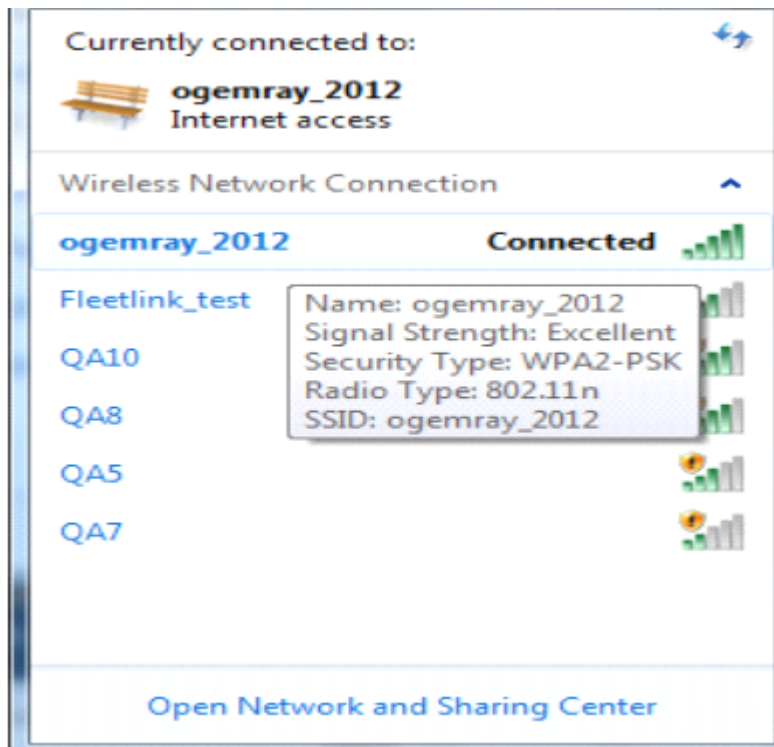 Currently connected to:
ogemray_2012
Internet access
Wireless Network Connection
ogemray_2012 Connected
Fleetlink_test
Name: ogemray_2012
Signal Strength: Excellent
QA10
Security Type: WPA2-PSK
Radio Type: 802.11n
QA8
SSID: ogemray_2012
QA5
QA7
Open Network and Sharing Center